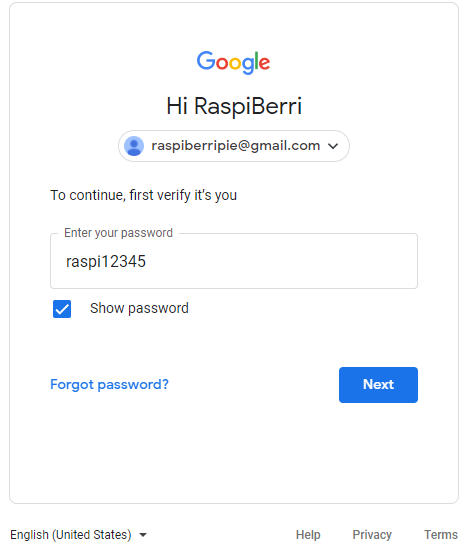 Google
Hi RaspiBerri
raspiberripie@gmail.com
To continue, first verify it's you
Enter your password
raspi12345
Show password
Forgot password?
Next
English (United States)
Help Privacy Terms